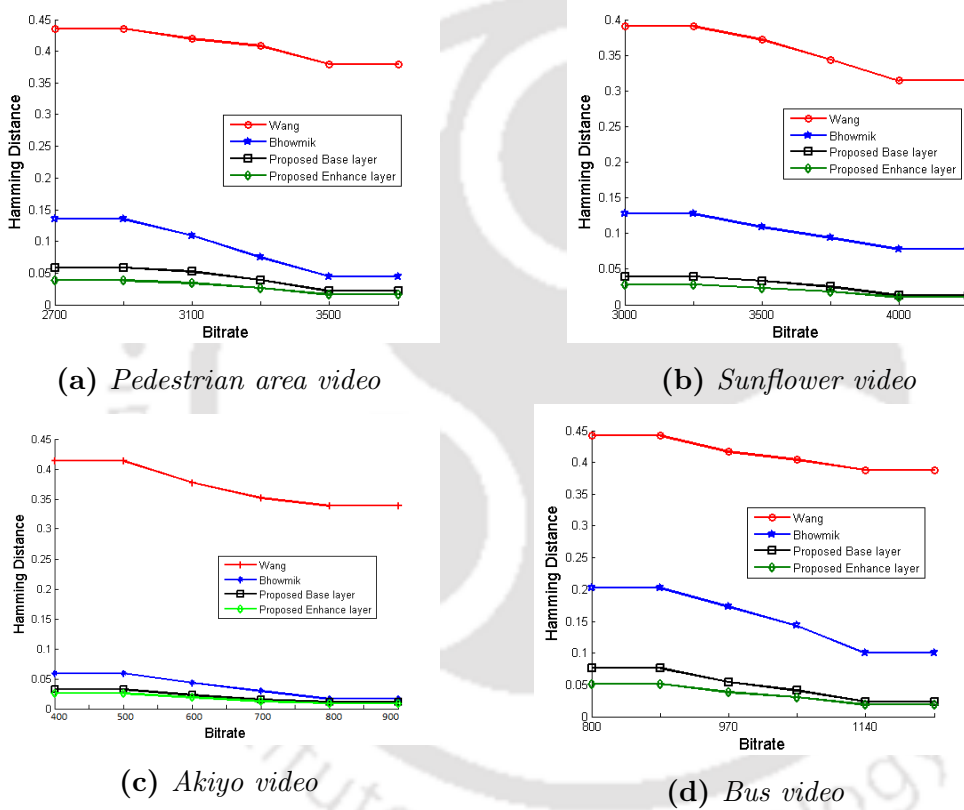 0.45
0.4
0.35
0.3
0.25
0.2
0.15
0.1
0.05
0
Hamming Distance
Wang
Bhowmik
Proposed Base layer
Proposed Enhance layer
2700 3100 3500
Bitrate
(a) Pedestrian area video
0.4
0.35
0.3
0.25
0.2
0.15
0.1
0.05
0
Hamming Distance
Wang
Bhowmik
Proposed Base layer
Proposed Enhance layer
3000 3500 4000
Bitrate
(b) Sunflower video
0.45
0.4
0.35
0.3
0.25
0.2
0.15
0.1
0.05
0
Hamming Distance
Wang
Bhowmik
Proposed Base layer
Proposed Enhance layer
400 500 600 700 800 900
Bitrate
(c) Akiyo video
0.45
0.4
0.35
0.3
0.25
0.2
0.15
0.1
0.05
0
Hamming Distance
Wang
Bhowmik
Proposed Base layer
Proposed Enhance layer
800 970 1140
Bitrate
(d) Bus video